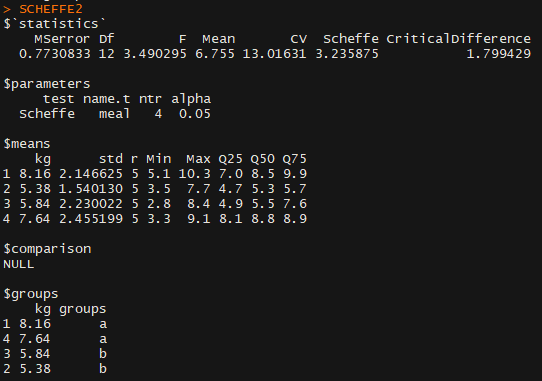 > SCHEFFE2
$`statistics`
    MSerror Df        F  Mean       CV  Scheffe CriticalDifference
  0.7730833 12 3.490295 6.755 13.01631 3.235875           1.799429

$parameters
     test name.t ntr alpha
  Scheffe   meal   4  0.05

$means
    kg      std r Min  Max Q25 Q50 Q75
1 8.16 2.146625 5 5.1 10.3 7.0 8.5 9.9
2 5.38 1.540130 5 3.5  7.7 4.7 5.3 5.7
3 5.84 2.230022 5 2.8  8.4 4.9 5.5 7.6
4 7.64 2.455199 5 3.3  9.1 8.1 8.8 8.9

$comparison
NULL

$groups
    kg groups
1 8.16      a
4 7.64      a
3 5.84      b
2 5.38      b